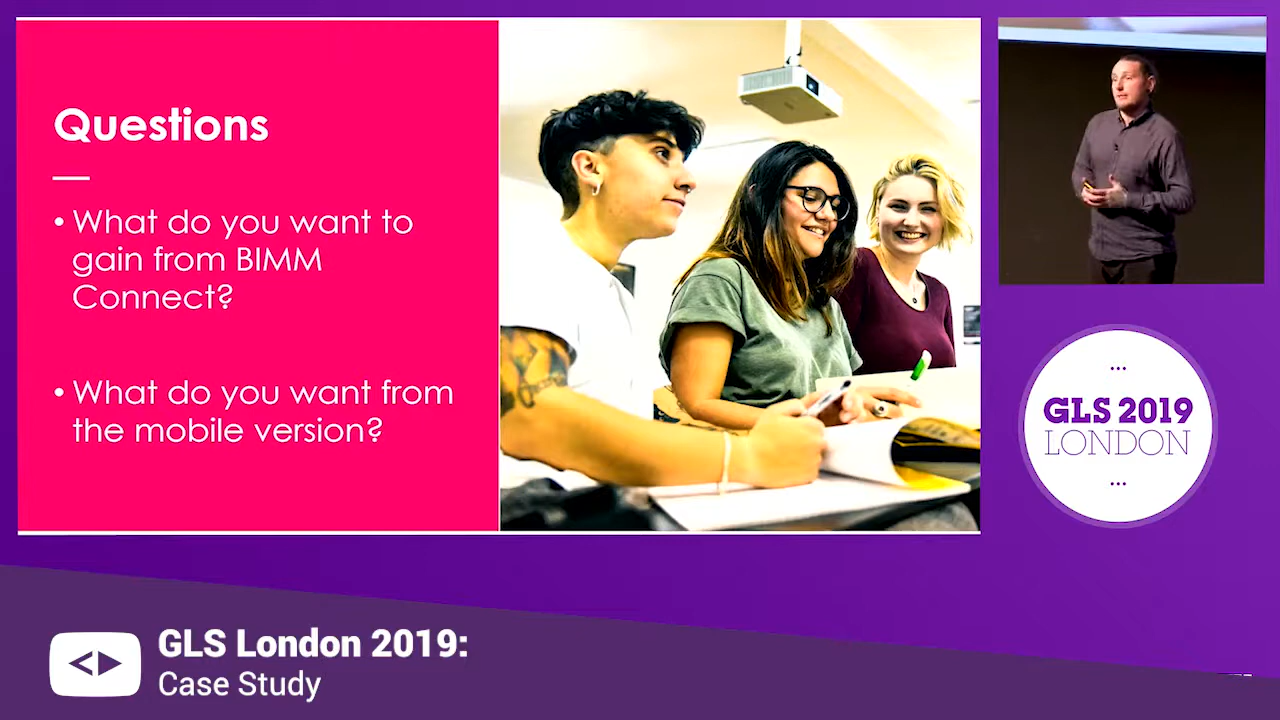 Questions
• What do you want to
gain from BIMM
Connect?
• What do you want from
the mobile version?
...
GLS 2019
LONDON
...
GLS London 2019:
Case Study